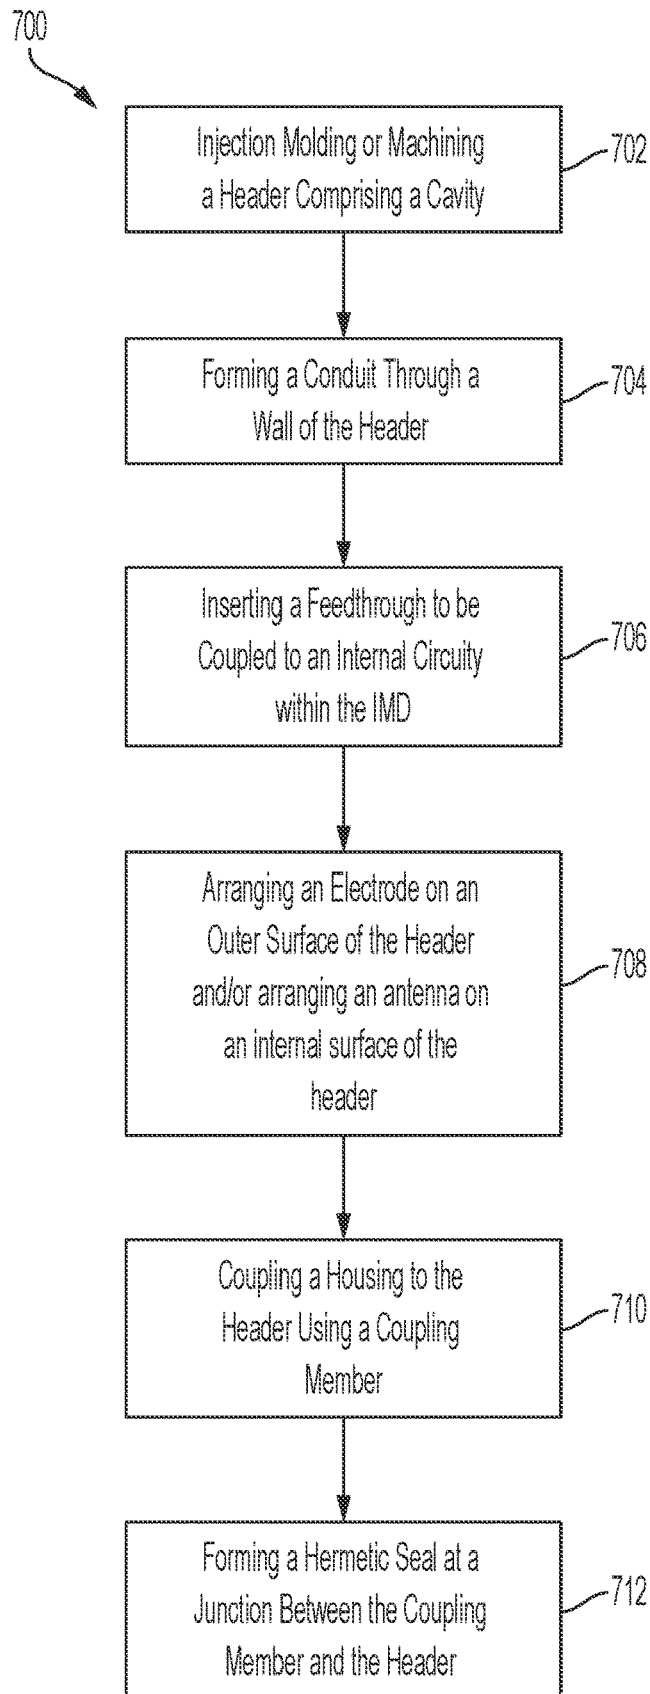 700
Injection Molding or Machining
a Header Comprising a Cavity
702
Forming a Conduit Through a
Wall of the Header
704
Inserting a Feedthrough to be
Coupled to an Internal Circuity
within the IMD
706
Arranging an Electrode on an
Outer Surface of the Header
and/or arranging an antenna on
an internal surface of the
header
708
Coupling a Housing to the
Header Using a Coupling
Member
710
Forming a Hermetic Seal at a
Junction Between the Coupling
Member and the Header
712